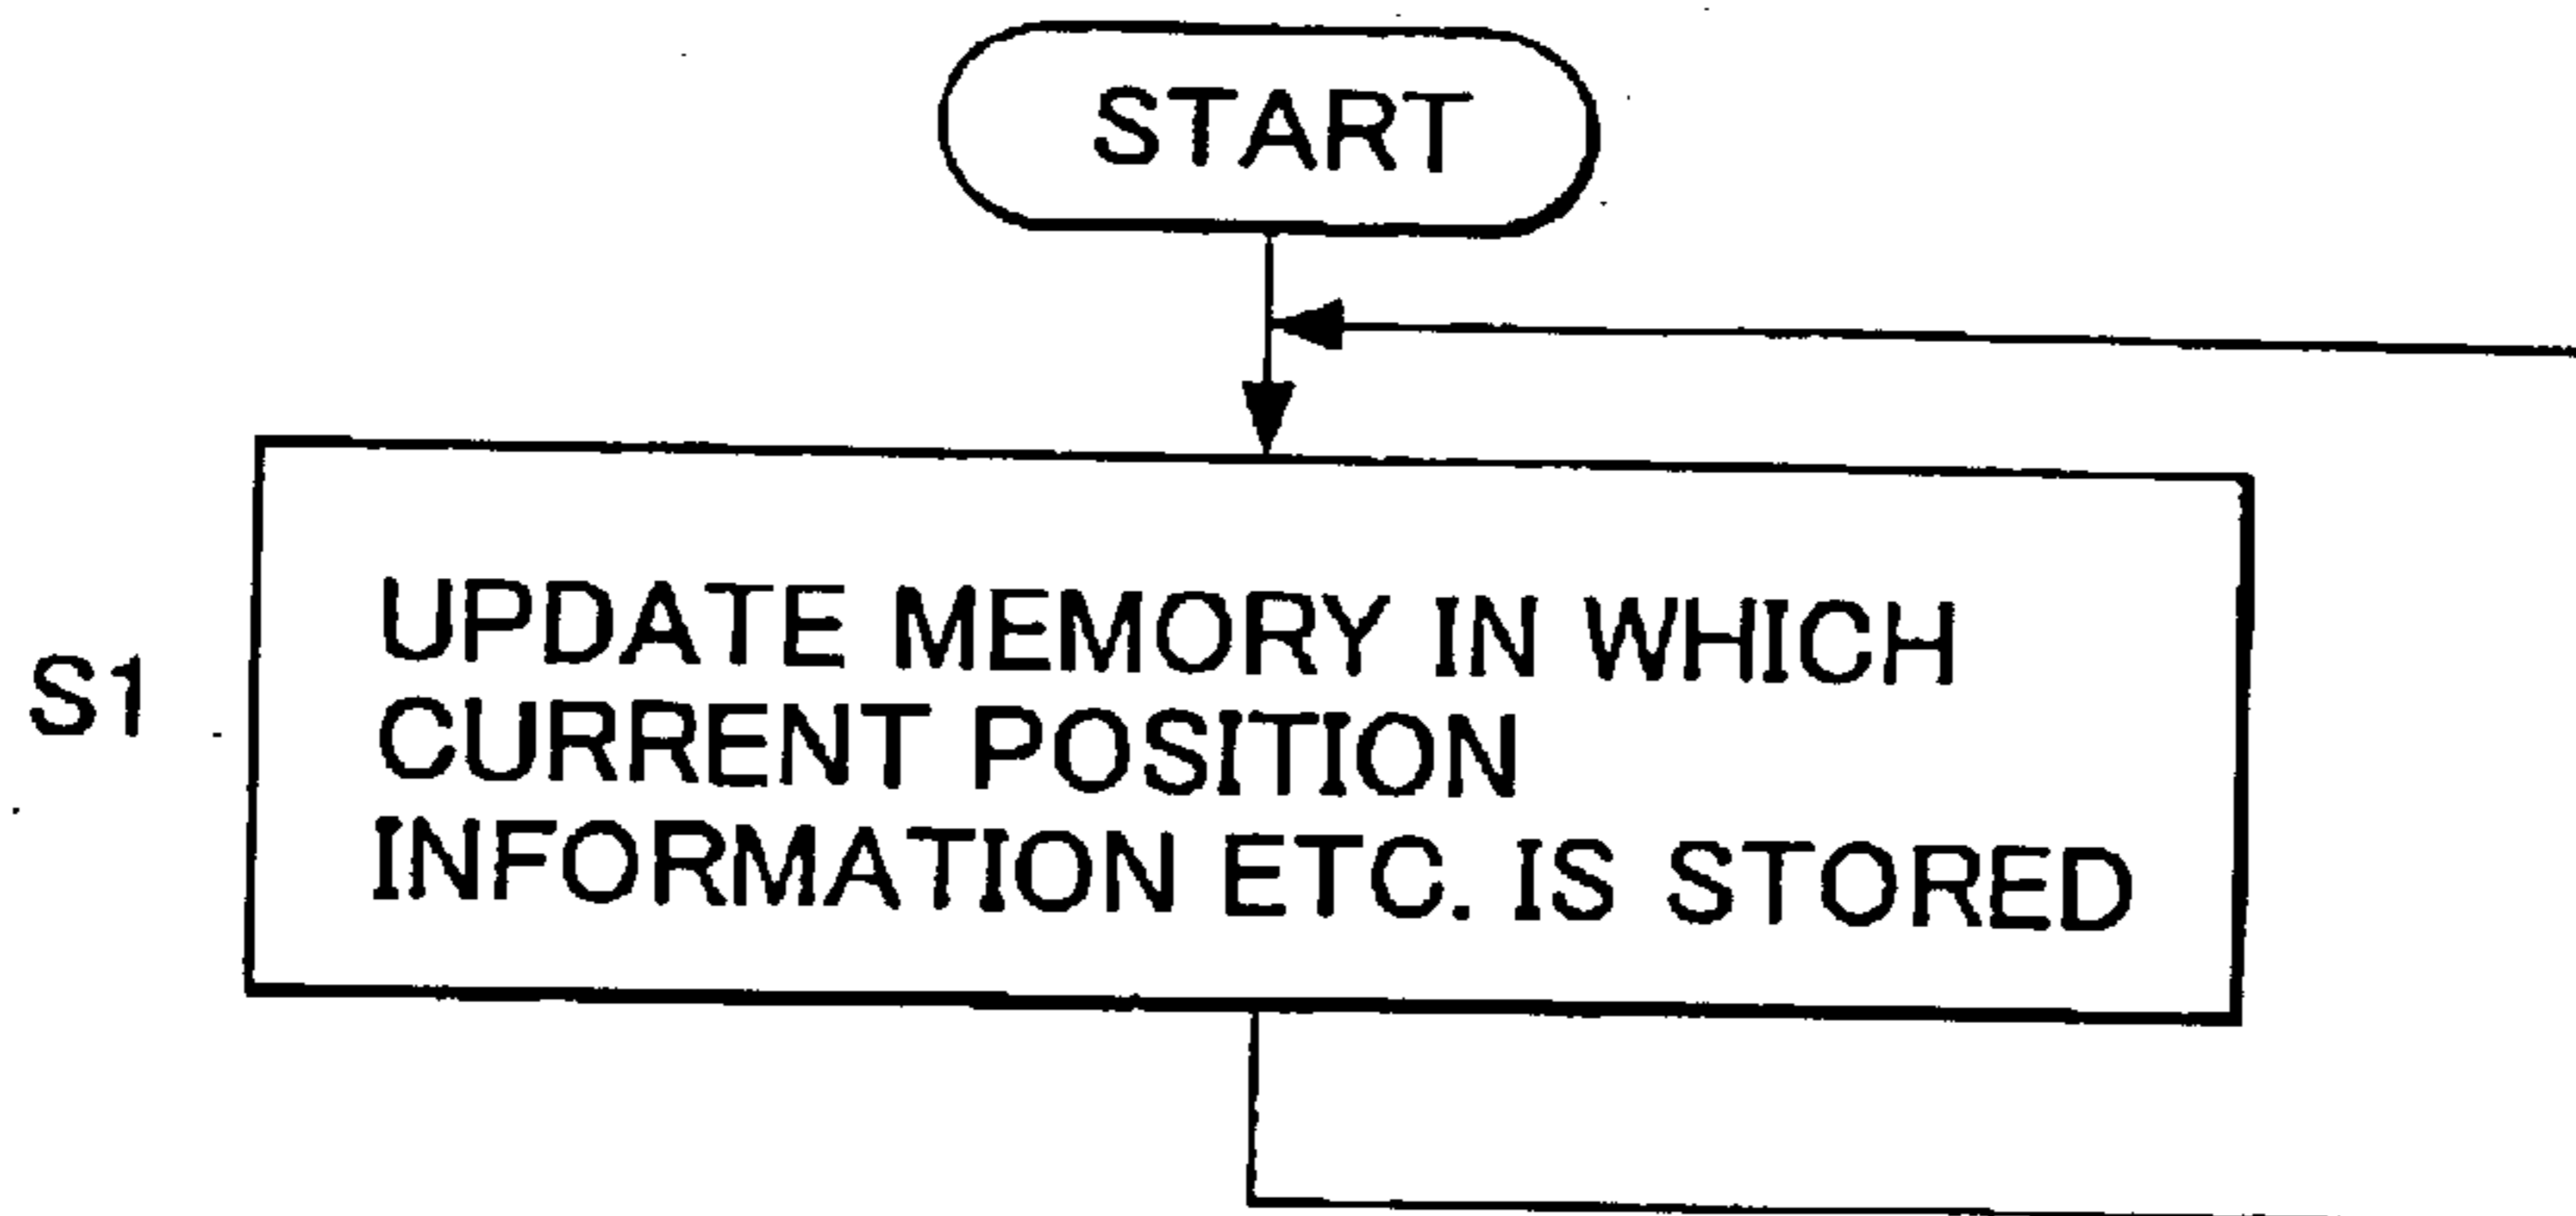 START
S1
UPDATE MEMORY IN WHICH
CURRENT POSITION
INFORMATION ETC. IS STORED